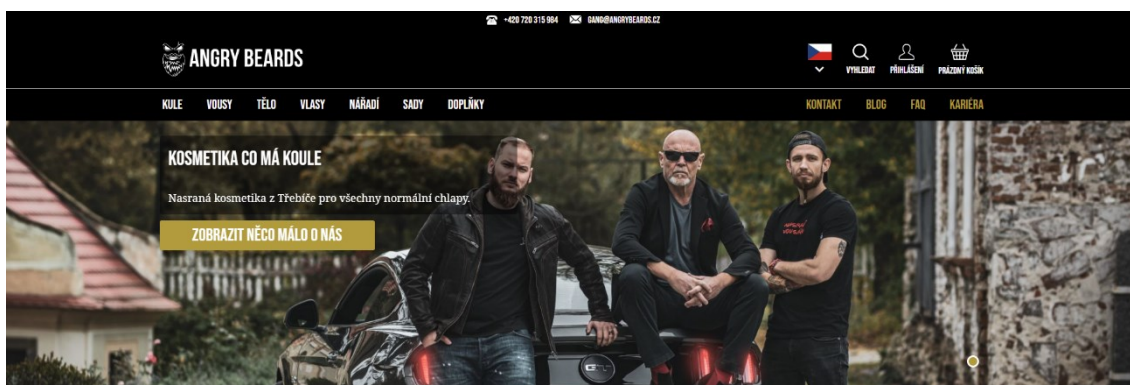 +420 720 315 984 GANG@ANGRYBEARDS.CZ
ANGRY BEARDS
VYHLEDAT PŘIHLÁŠENÍ PRÁZDNÝ KOŠÍK
KULE VOUSY TĚLO VLASY NÁŘADÍ SADY DOPLŇKY KONTAKT BLOG FAQ KARIÉRA
KOSMETIKA CO MÁ KOULE
Nasraná kosmetika z Třebíče pro všechny normální chlapy.
ZOBRAZIT NĚCO MÁLO O NÁS
GT